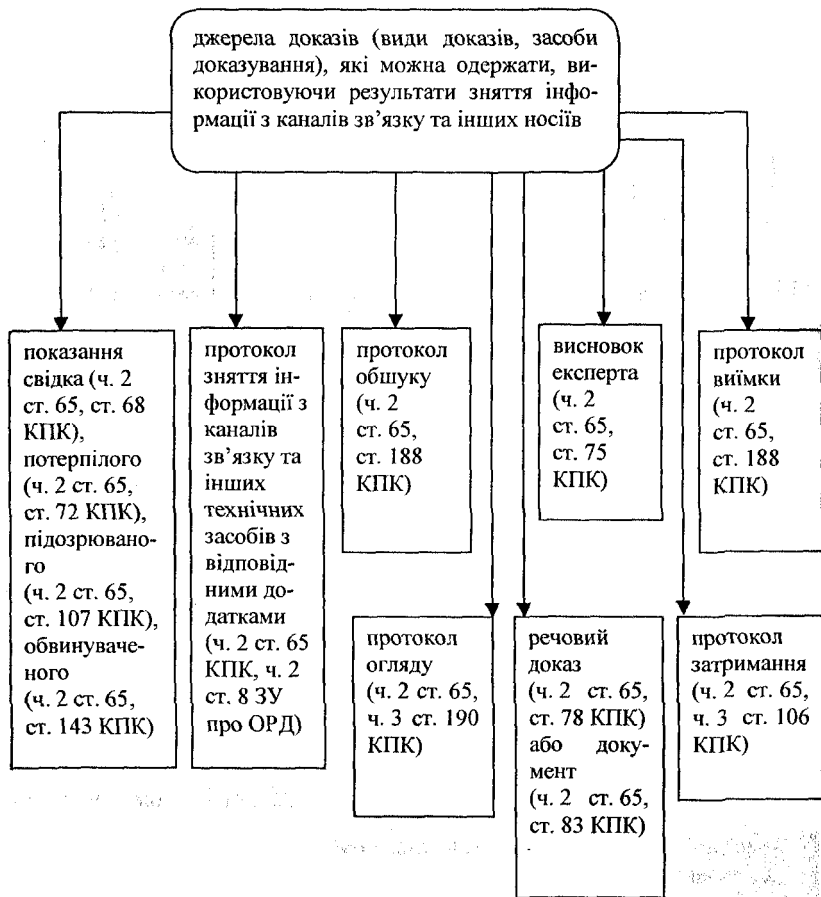 джерела доказів (види доказів, засоби
доказування), які можна одержати, ви-
користовуючи результати зняття інфо-
рмації з каналів зв’язку та інших носіїв
показання
свідка (ч. 2
ст. 65, ст. 68
КПК),
потерпілого
(ч. 2 ст. 65,
ст. 72 КПК),
підозрювано-
го
(ч. 2 ст. 65,
ст. 107 КПК),
обвинуваче-
ного
(ч. 2 ст. 65,
ст. 143 КПК)
протокол
зняття ін-
формації з
каналів
зв’язку та
інших
технічних
засобів з
відповід-
ними до-
датками
(ч. 2 ст. 65
КПК, ч. 2
ст. 8 ЗУ
про ОРД)
протокол
обшуку
(ч. 2
ст. 65,
ст. 188
КПК)
висновок
експерта
(ч. 2
ст. 65,
ст. 75
КПК)
протокол
виїмки
(ч. 2
ст. 65,
ст. 188
КПК)
протокол
огляду
(ч. 2 ст. 65,
ч. 3 ст. 190
КПК)
речовий
доказ
(ч. 2 ст. 65,
ст. 78 КПК)
або доку-
мент
(ч. 2 ст. 65,
ст. 83 КПК)
протокол
затримання
(ч. 2 ст. 65,
ч. 3 ст. 106
КПК)